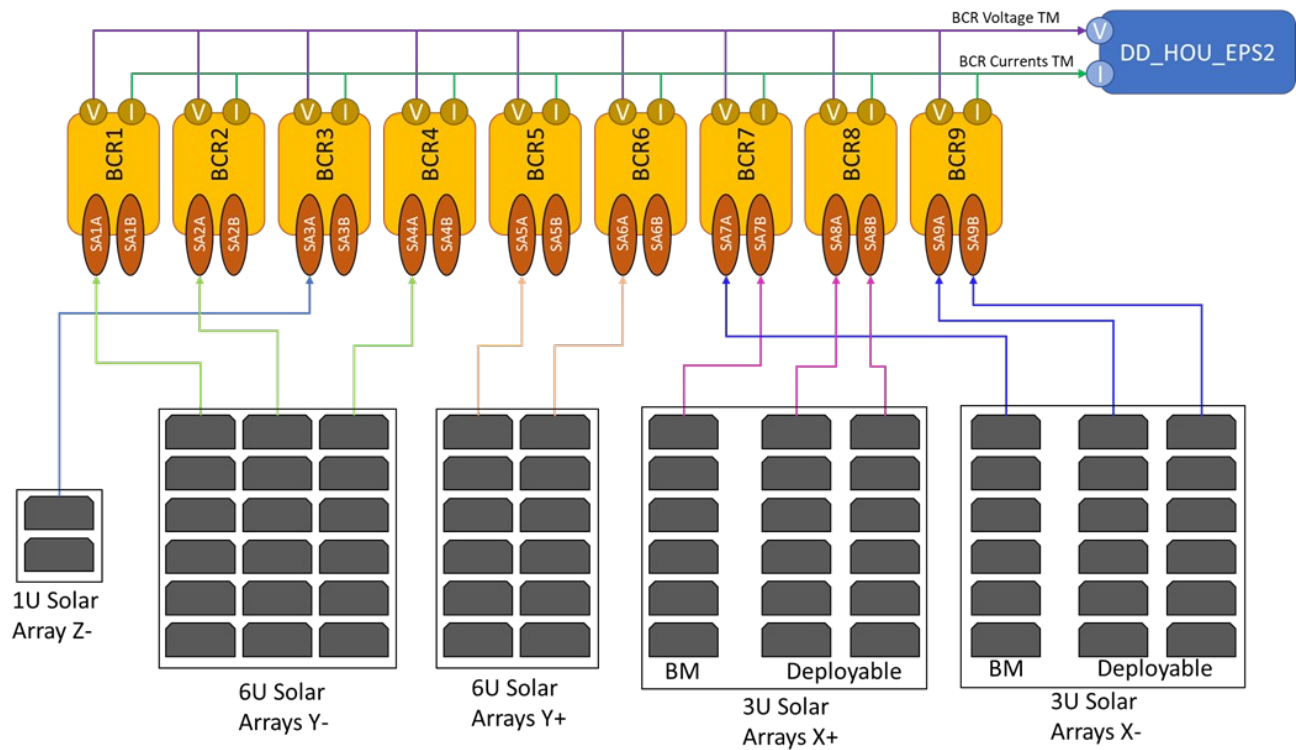 BCR Voltage TM
BCR Currents TM
V
I
DD_HOU_EPS2
V
I
V
I
V
I
V
I
V
I
V
I
V
I
V
I
V
I
BCR1
BCR2
BCR3
BCR4
BCR5
BCR6
BCR7
BCR8
BCR9
SA1A
SA1B
SA2A
SA2B
SA3A
SA3B
SA4A
SA4B
SA5A
SA5B
SA6A
SA6B
SA7A
SA7B
SA8A
SA8B
SA9A
SA9B
1U Solar
Array Z-
6U Solar
Arrays Y-
6U Solar
Arrays Y+
BM
Deployable
3U Solar
Arrays X+
BM
Deployable
3U Solar
Arrays X-